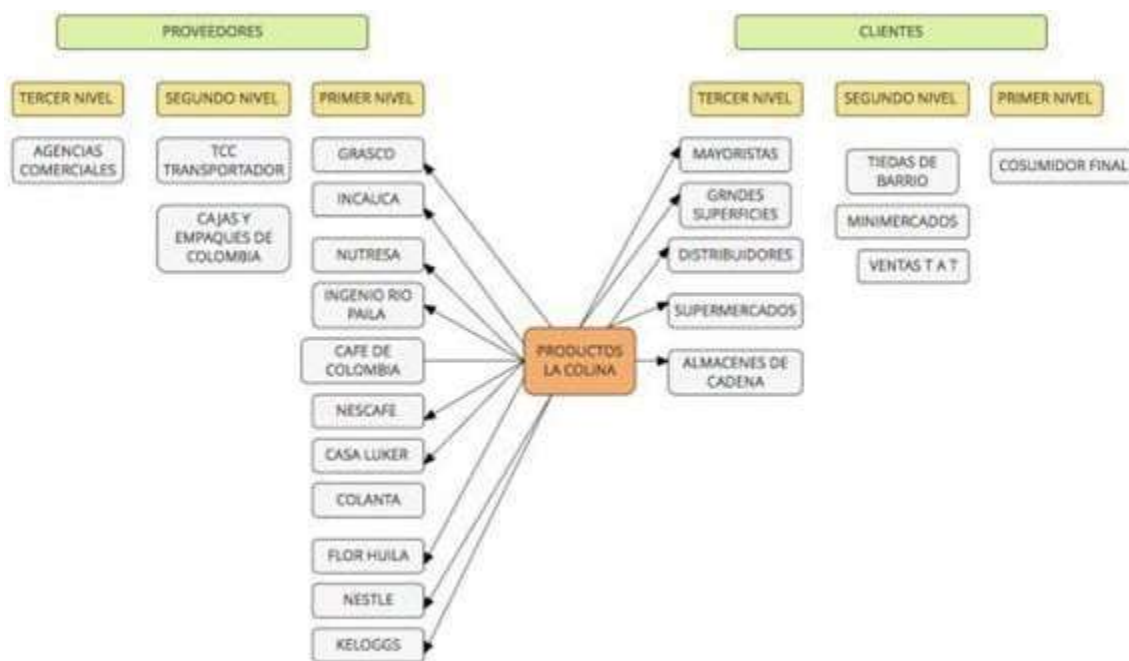 PROVEEDORES
CLIENTES
TERCER NIVEL
SEGUNDO NIVEL
PRIMER NIVEL
TERCER NIVEL
SEGUNDO NIVEL
PRIMER NIVEL
AGENCIAS
COMERCIALES
TCC
TRANSPORTADOR
CAJAS Y
EMPAQUES DE
COLOMBIA
GRASCO
INCAUCA
NUTRESA
INGENIO RIO
PAILA
CAFE DE
COLOMBIA
NESCAFE
CASA LUKER
COLANTA
FLOR HUILA
NESTLE
KELOGGS
PRODUCTOS
LA COLINA
MAYORISTAS
GRNDES
SUPERFICIES
DISTRIBUIDORES
SUPERMERCADOS
ALMACENES DE
CADENA
TIEDAS DE
BARRIO
MINIMERCADOS
VENTAS T A T
COSUMIDOR FINAL